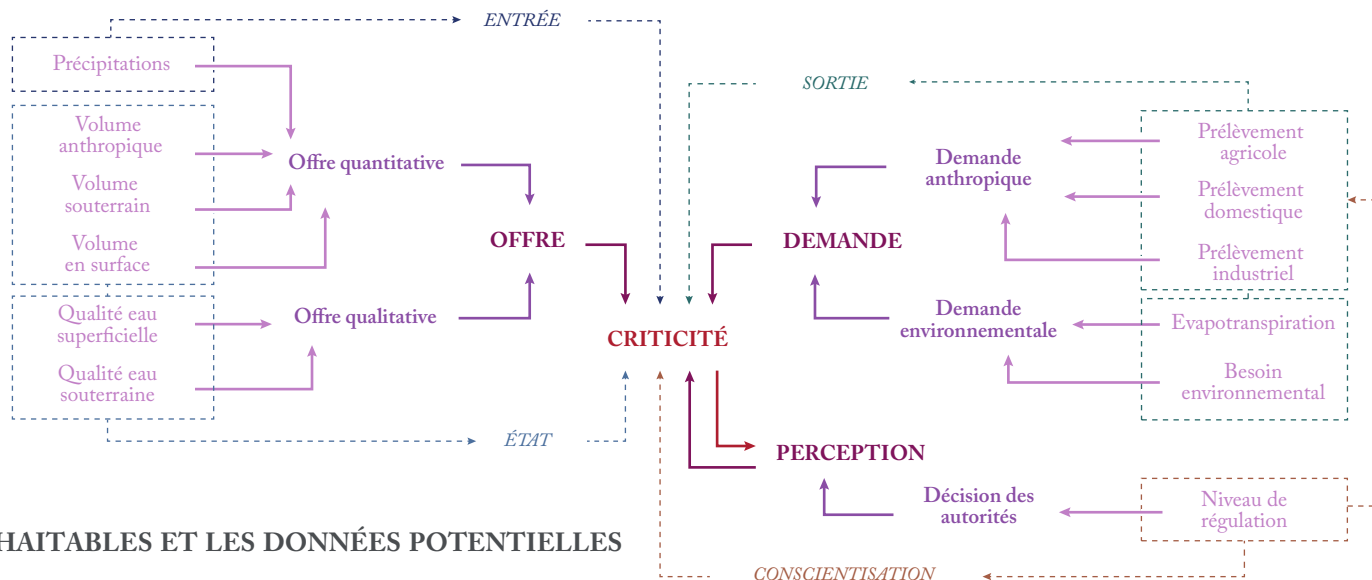 ENTRÉE
Précipitations
Volume
anthropique
Volume
souterrain
Volume
en surface
Qualité eau
superficielle
Qualité eau
souterraine
Offre quantitative
Offre qualitative
OFFRE
ÉTAT
CRITICITÉ
SORTIE
DEMANDE
Demande
anthropique
Demande
environnementale
Prélèvement
agricole
Prélèvement
domestique
Prélèvement
industriel
Evapotranspiration
Besoin
environnemental
PERCEPTION
Décision des
autorités
Niveau de
régulation
CONSCIENTISATION
HAITABLES ET LES DONNÉES POTENTIELLES